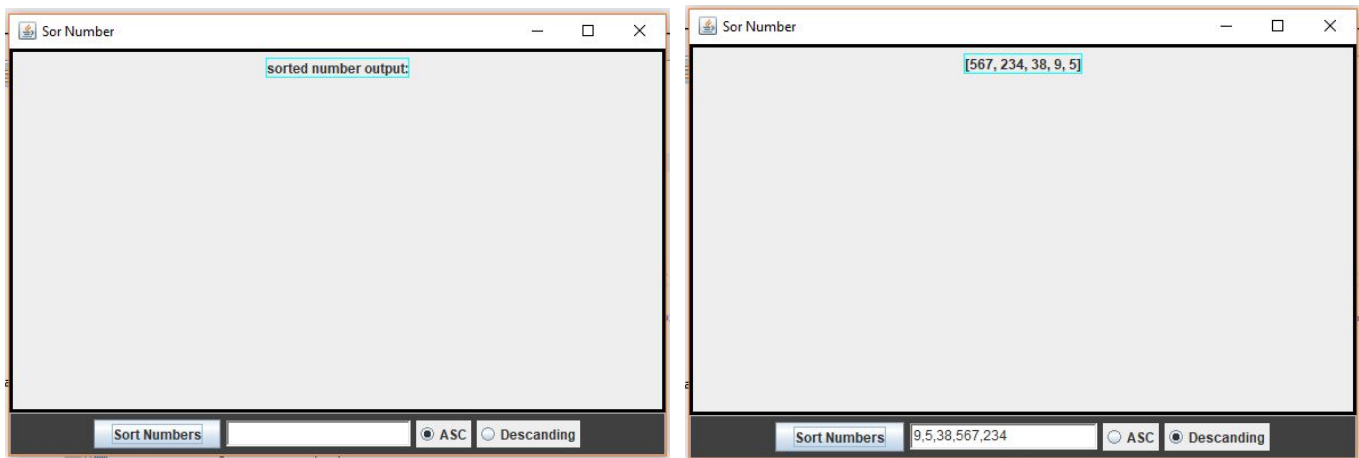 Sor Number
sorted number output:
Sort Numbers ASC Descanding
Sor Number
[567, 234, 38, 9, 5]
Sort Numbers 9,5,38,567,234 ASC Descanding